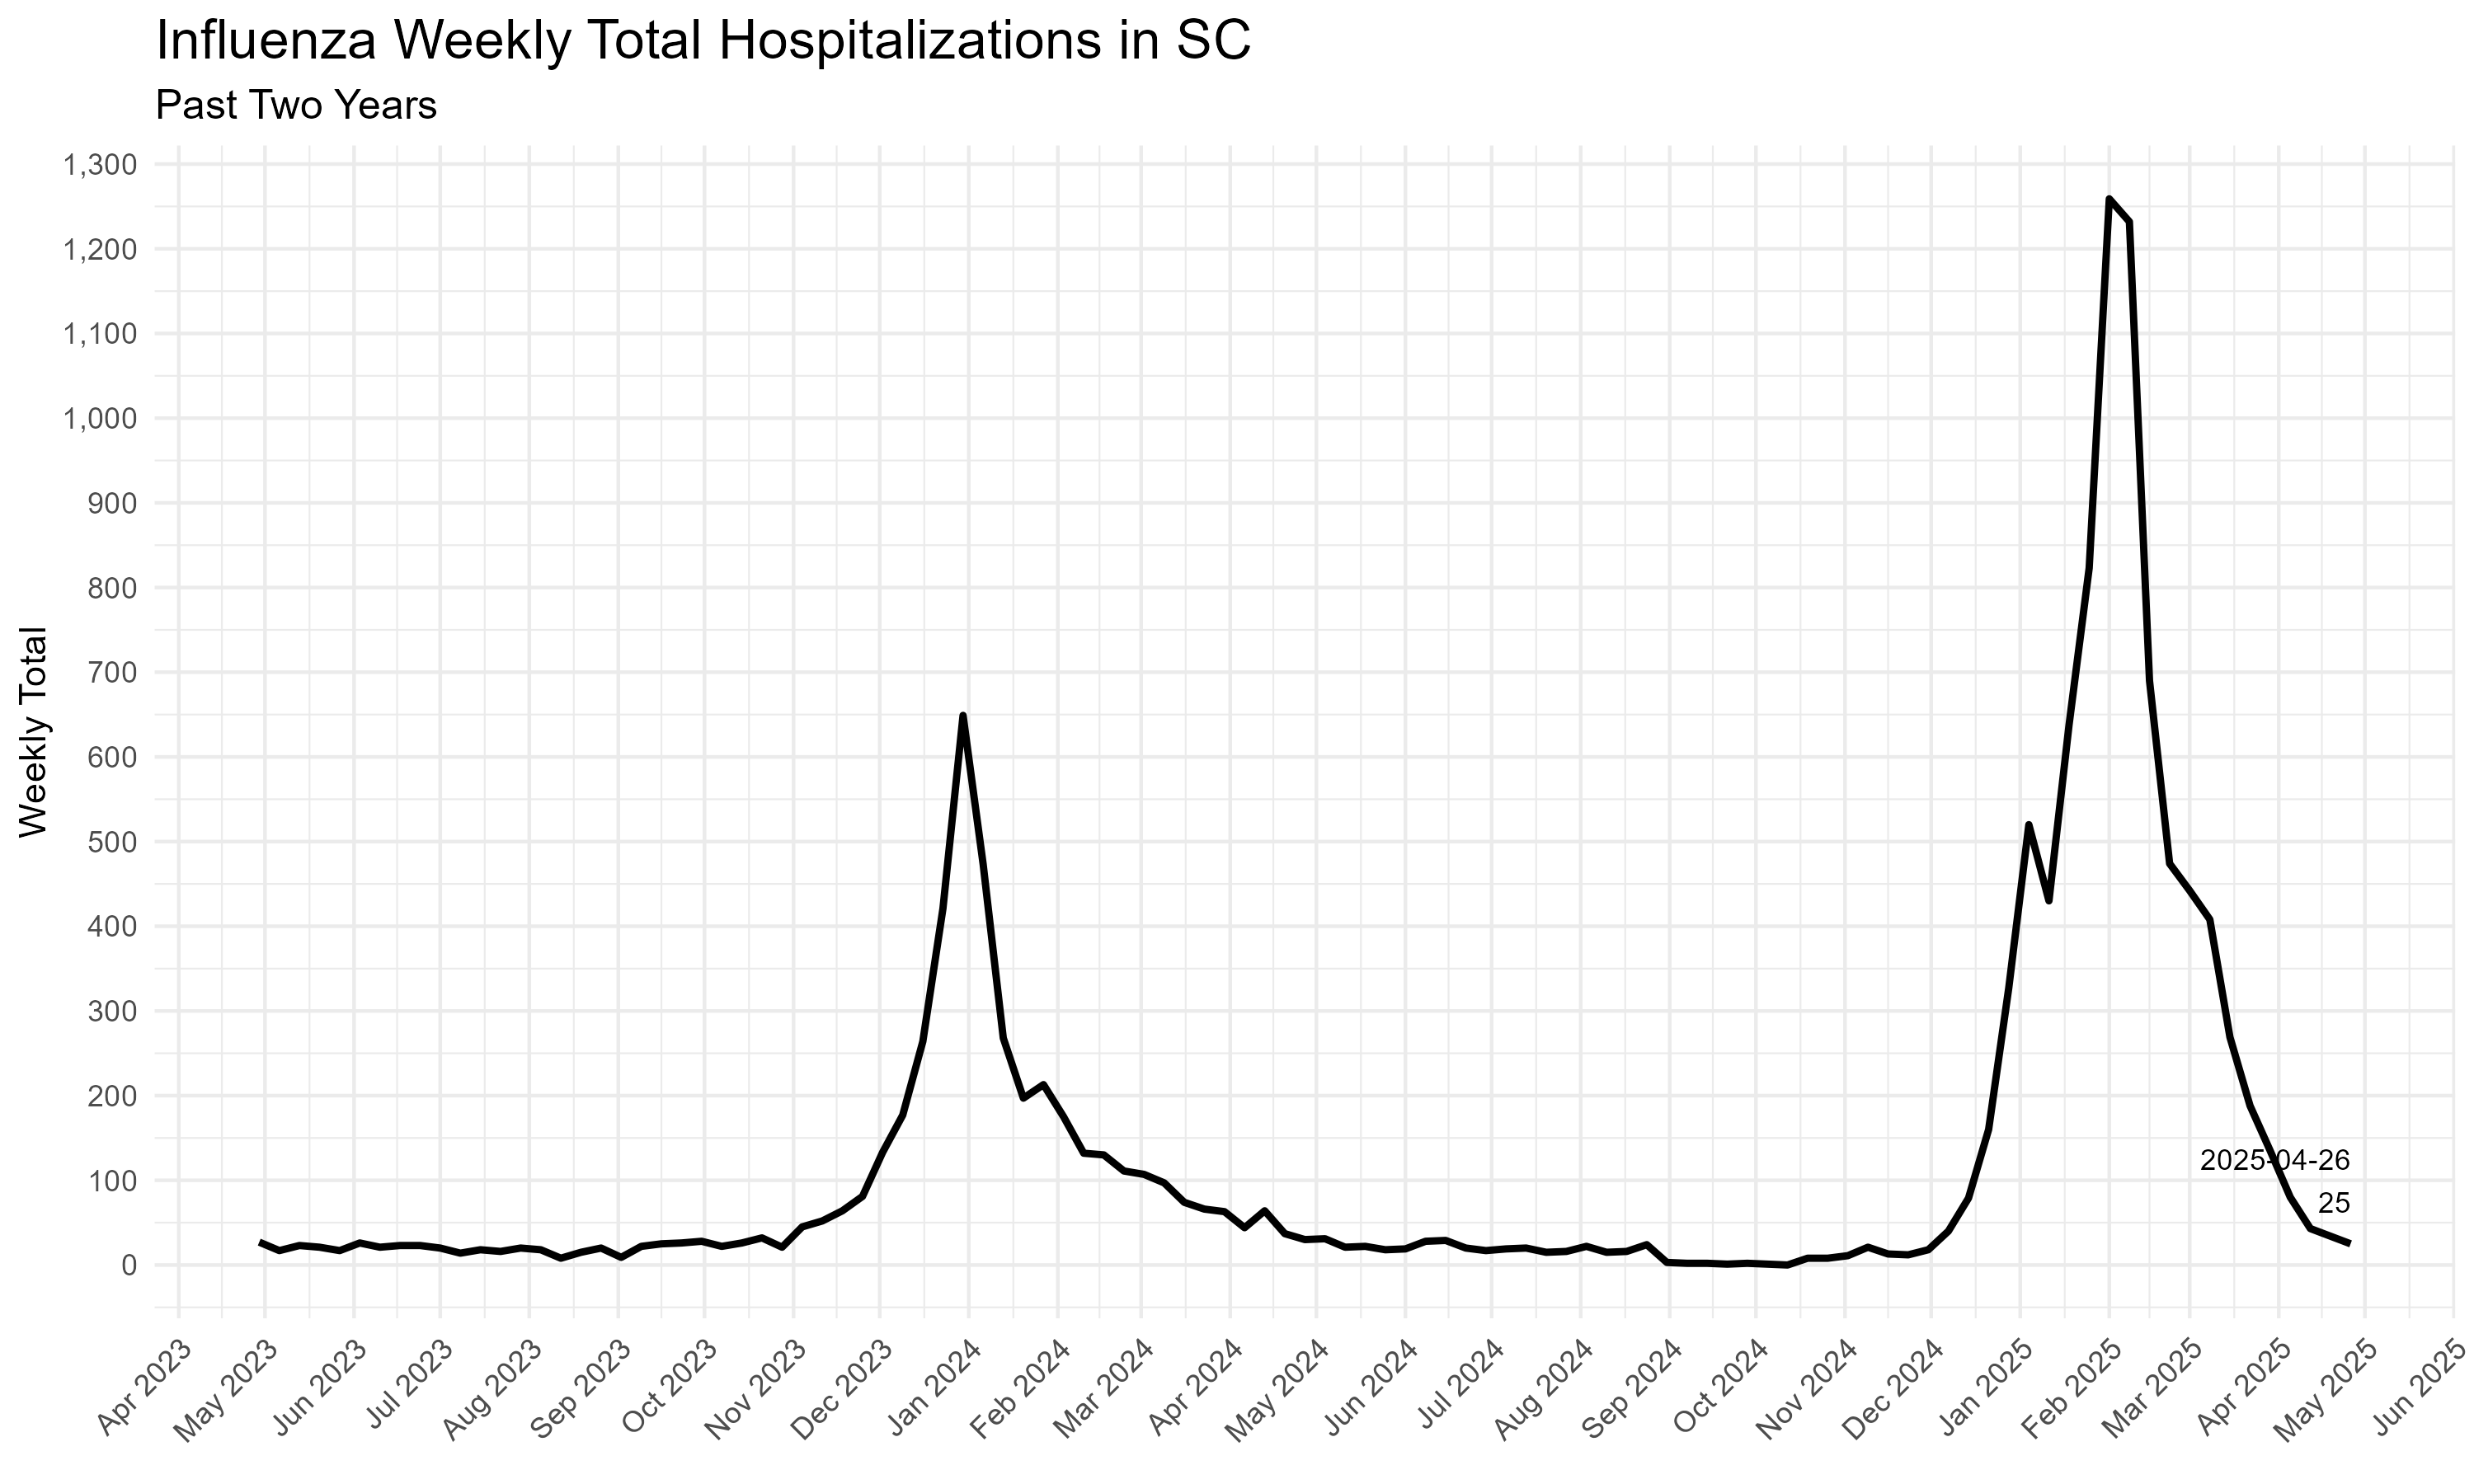 Influenza Weekly Total Hospitalizations in SC
Past Two Years
Weekly Total
1,300
1,200
1,100
1,000
900
800
700
600
500
400
300
200
100
0
2025-04-26
25
Apr 2023
May 2023
Jun 2023
Jul 2023
Aug 2023
Sep 2023
Oct 2023
Nov 2023
Dec 2023
Jan 2024
Feb 2024
Mar 2024
Apr 2024
May 2024
Jun 2024
Jul 2024
Aug 2024
Sep 2024
Oct 2024
Nov 2024
Dec 2024
Jan 2025
Feb 2025
Mar 2025
Apr 2025
May 2025
Jun 2025